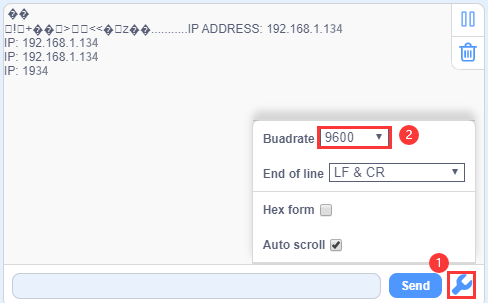 ��
�!�+��>��<<��z��...........IP ADDRESS: 192.168.1.134
IP: 192.168.1.134
IP: 192.168.1.134
IP: 1934
Buadrate 9600
2
End of line LF & CR
Hex form
Auto scroll
1
Send